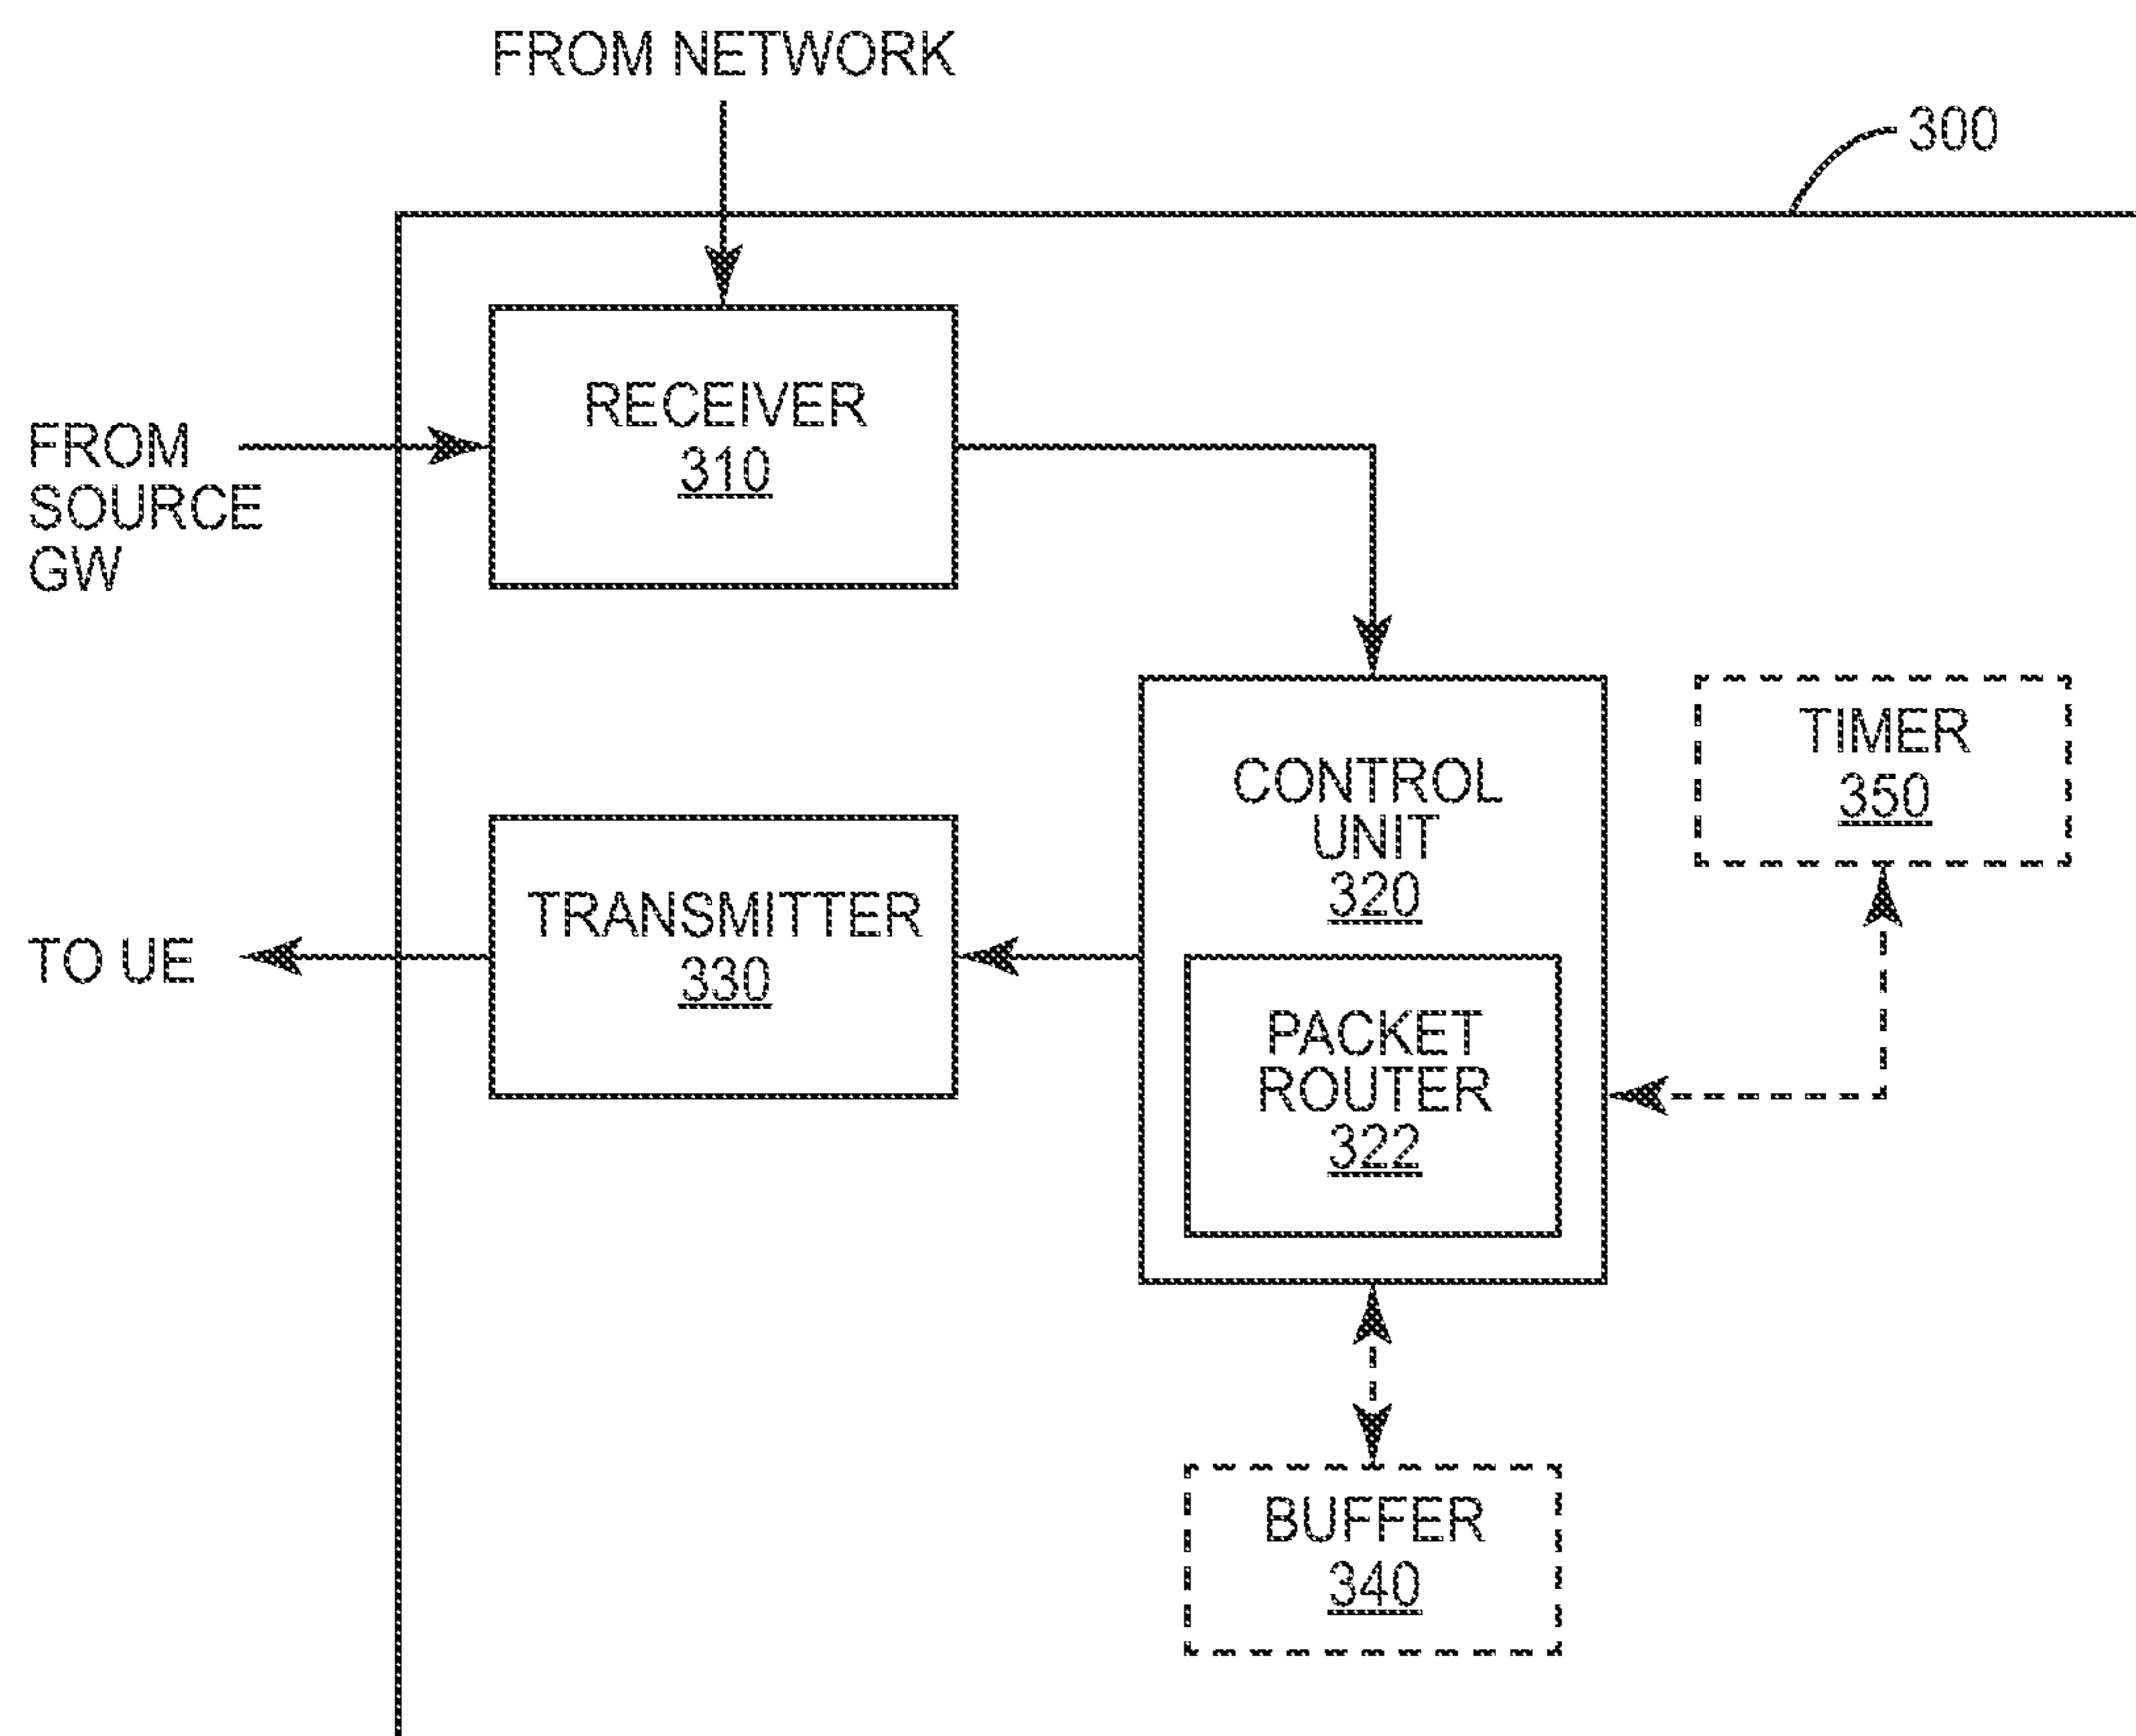 FROM NETWORK
300
RECEIVER
310
FROM
SOURCE
GW
TIMER
350
CONTROL
UNIT
320
TRANSMITTER
330
TO UE
PACKET
ROUTER
322
BUFFER
340